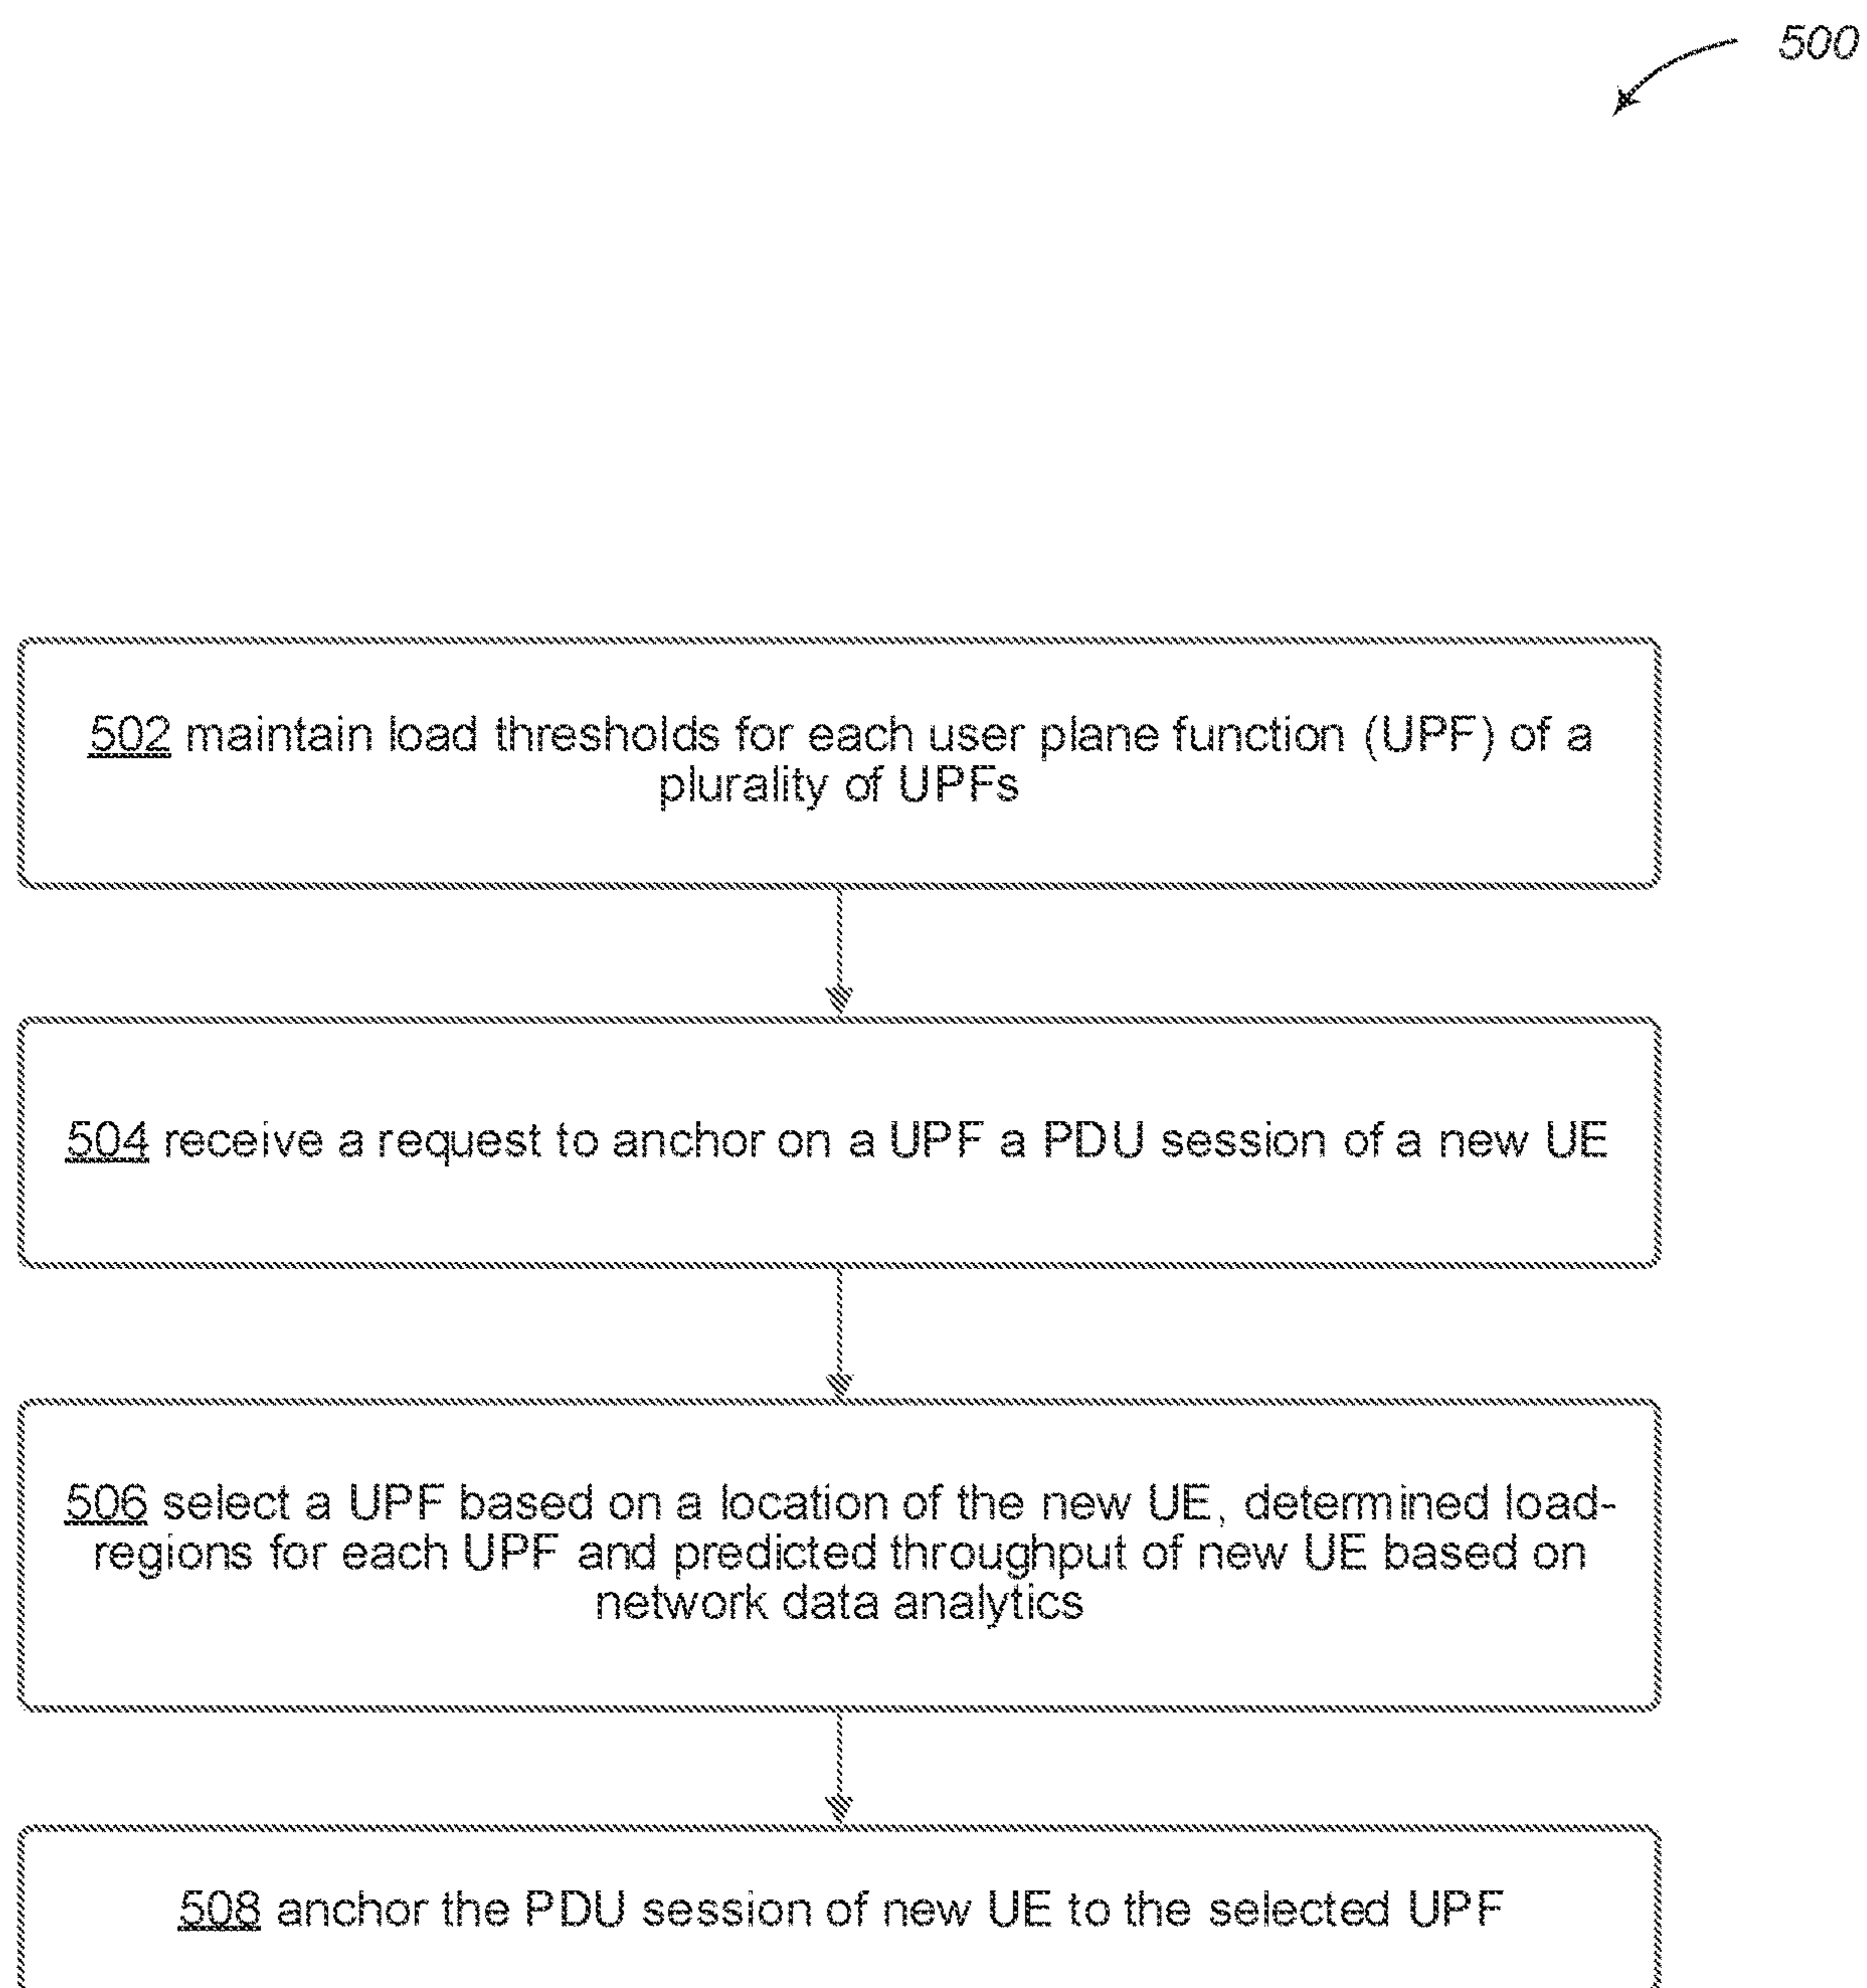 500
502 maintain load thresholds for each user plane function (UPF) of a
plurality of UPFs
504 receive a request to anchor on a UPF a PDU session of a new UE
506 select a UPF based on a location of the new UE, determined load-
regions for each UPF and predicted throughput of new UE based on
network data analytics
508 anchor the PDU session of new UE to the selected UPF